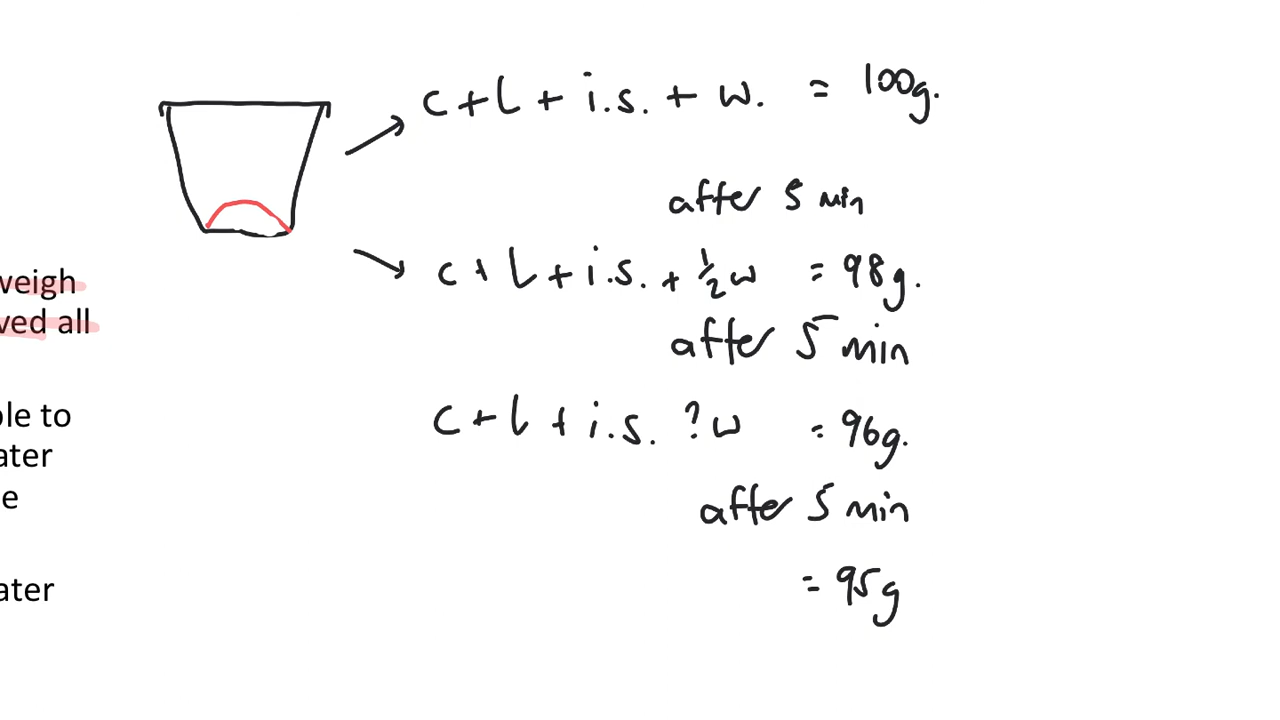 c + l + i.s. + w. = 100g.
after 5 min
c + l + i.s. + ½w = 98g.
after 5 min
c + l + i.s. ? w = 96g.
after 5 min
= 95g
weigh
ved all
le to
ater
e
ater